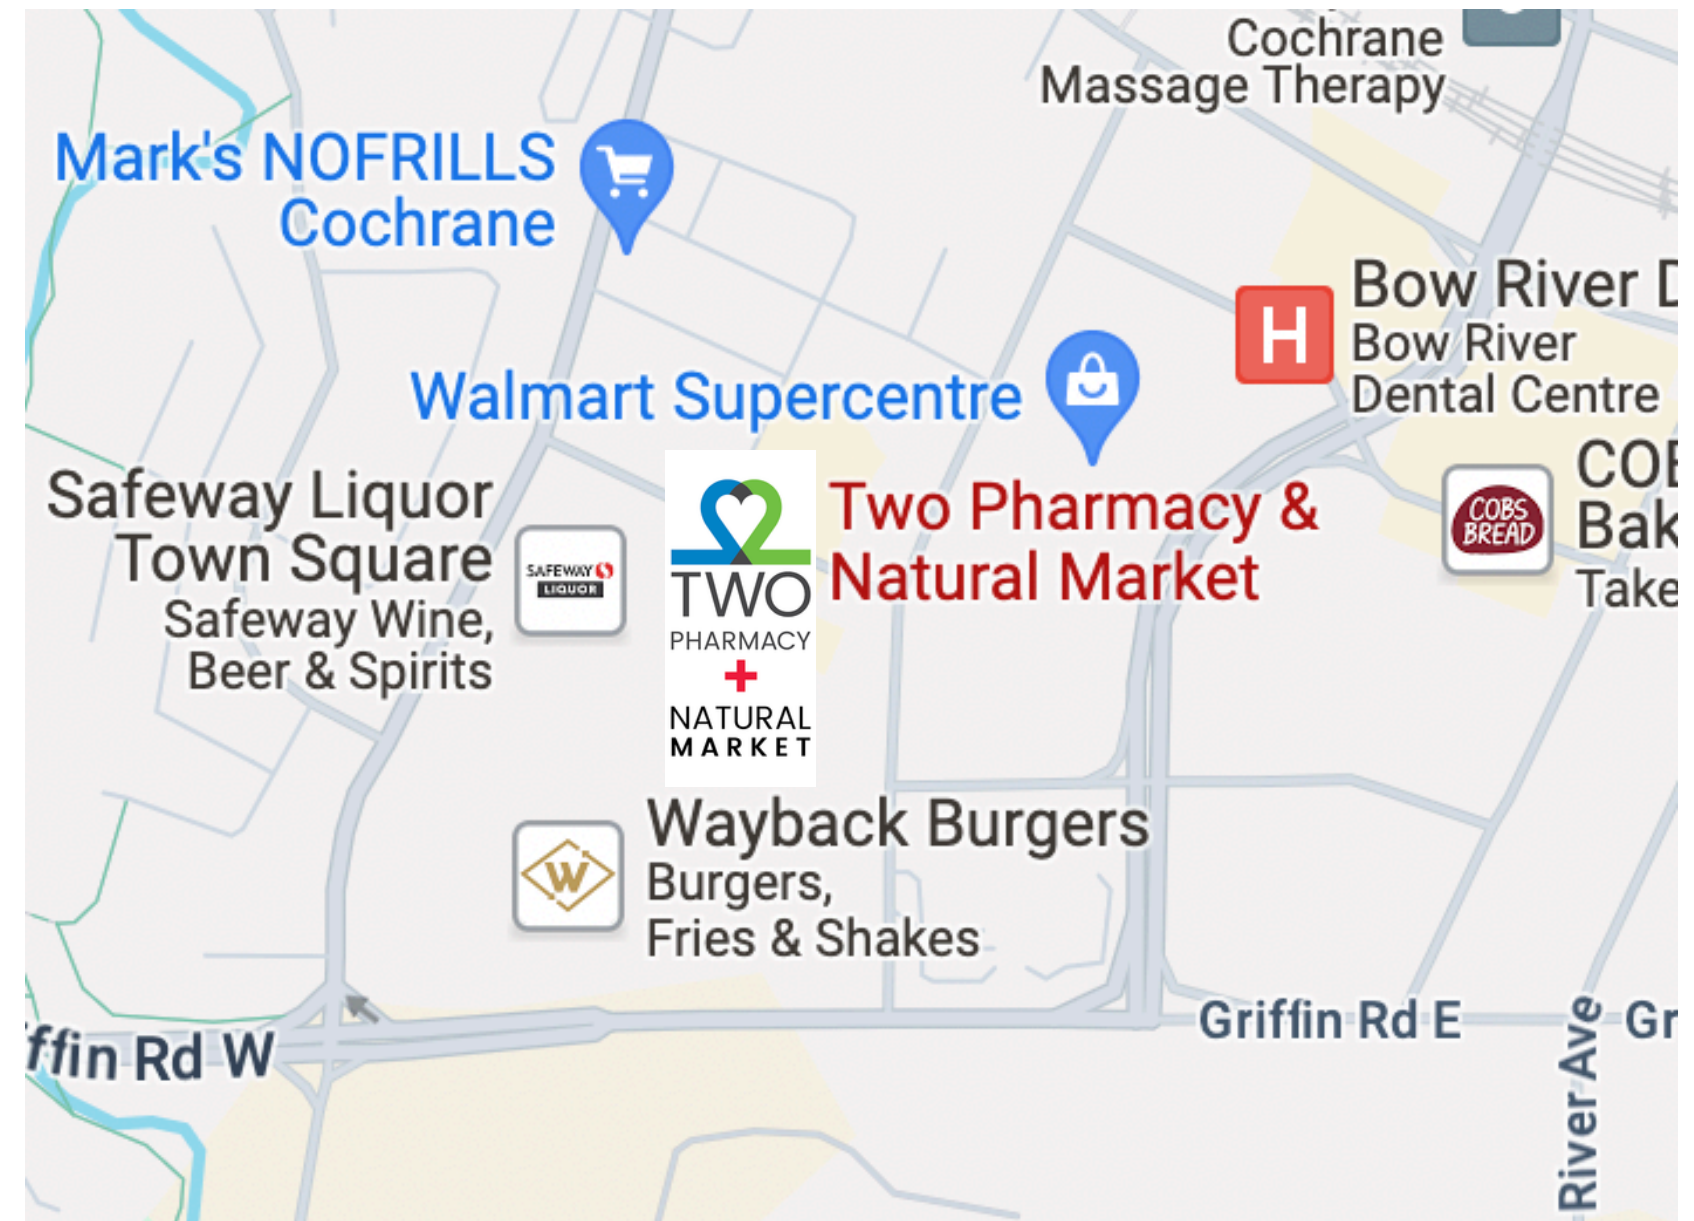 Cochrane
Massage Therapy
Mark's NOFRILLS
Cochrane
H
Bow River D
Bow River
Dental Centre
Walmart Supercentre
Safeway Liquor
Town Square
Safeway Wine,
Beer & Spirits
SAFEWAY
LIQUOR
TWO
PHARMACY
+
NATURAL
MARKET
Two Pharmacy &
Natural Market
COBS
BREAD
COB
Bak
Take
W
Wayback Burgers
Burgers,
Fries & Shakes
ffin Rd W
Griffin Rd E
Gr
River Ave